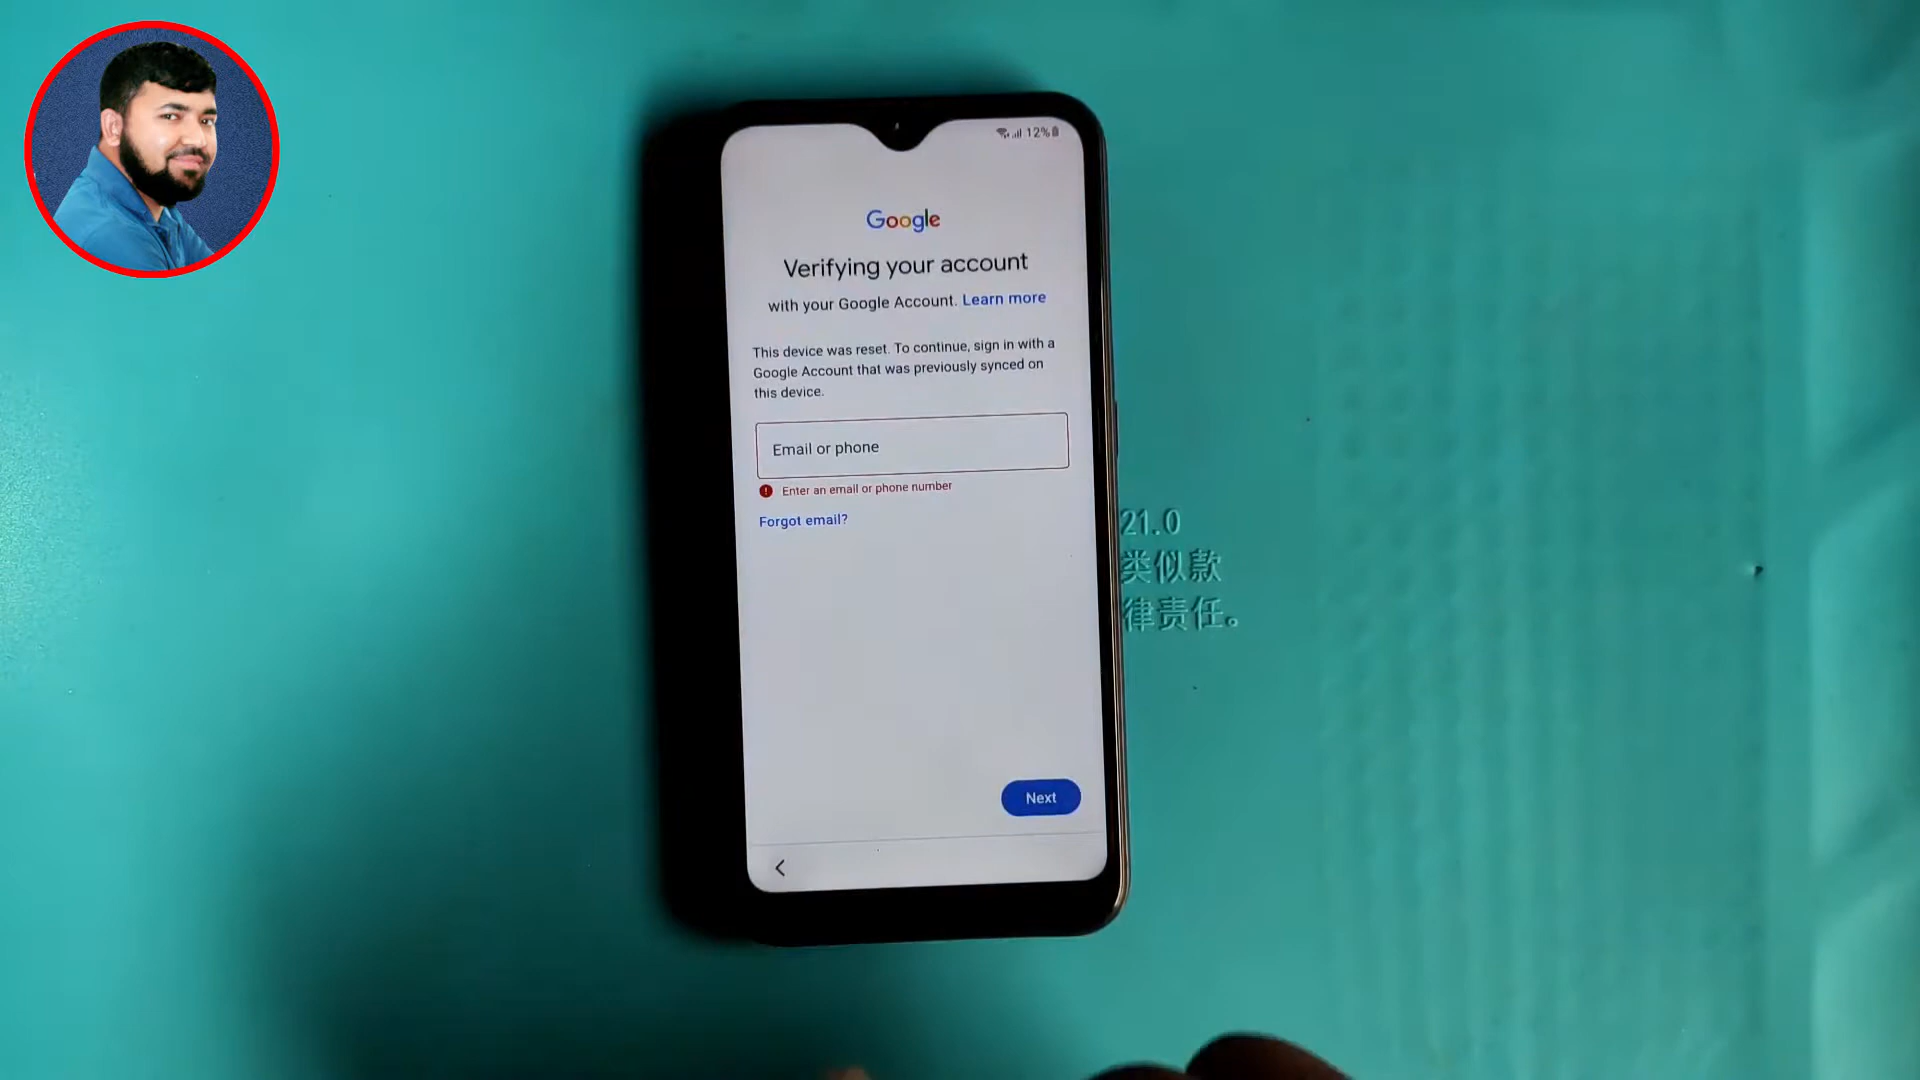 12%
Google
Verifying your account
with your Google Account. Learn more
This device was reset. To continue, sign in with a
Google Account that was previously synced on
this device.
Email or phone
Enter an email or phone number
Forgot email?
Next
21.0
类似款
律责任。